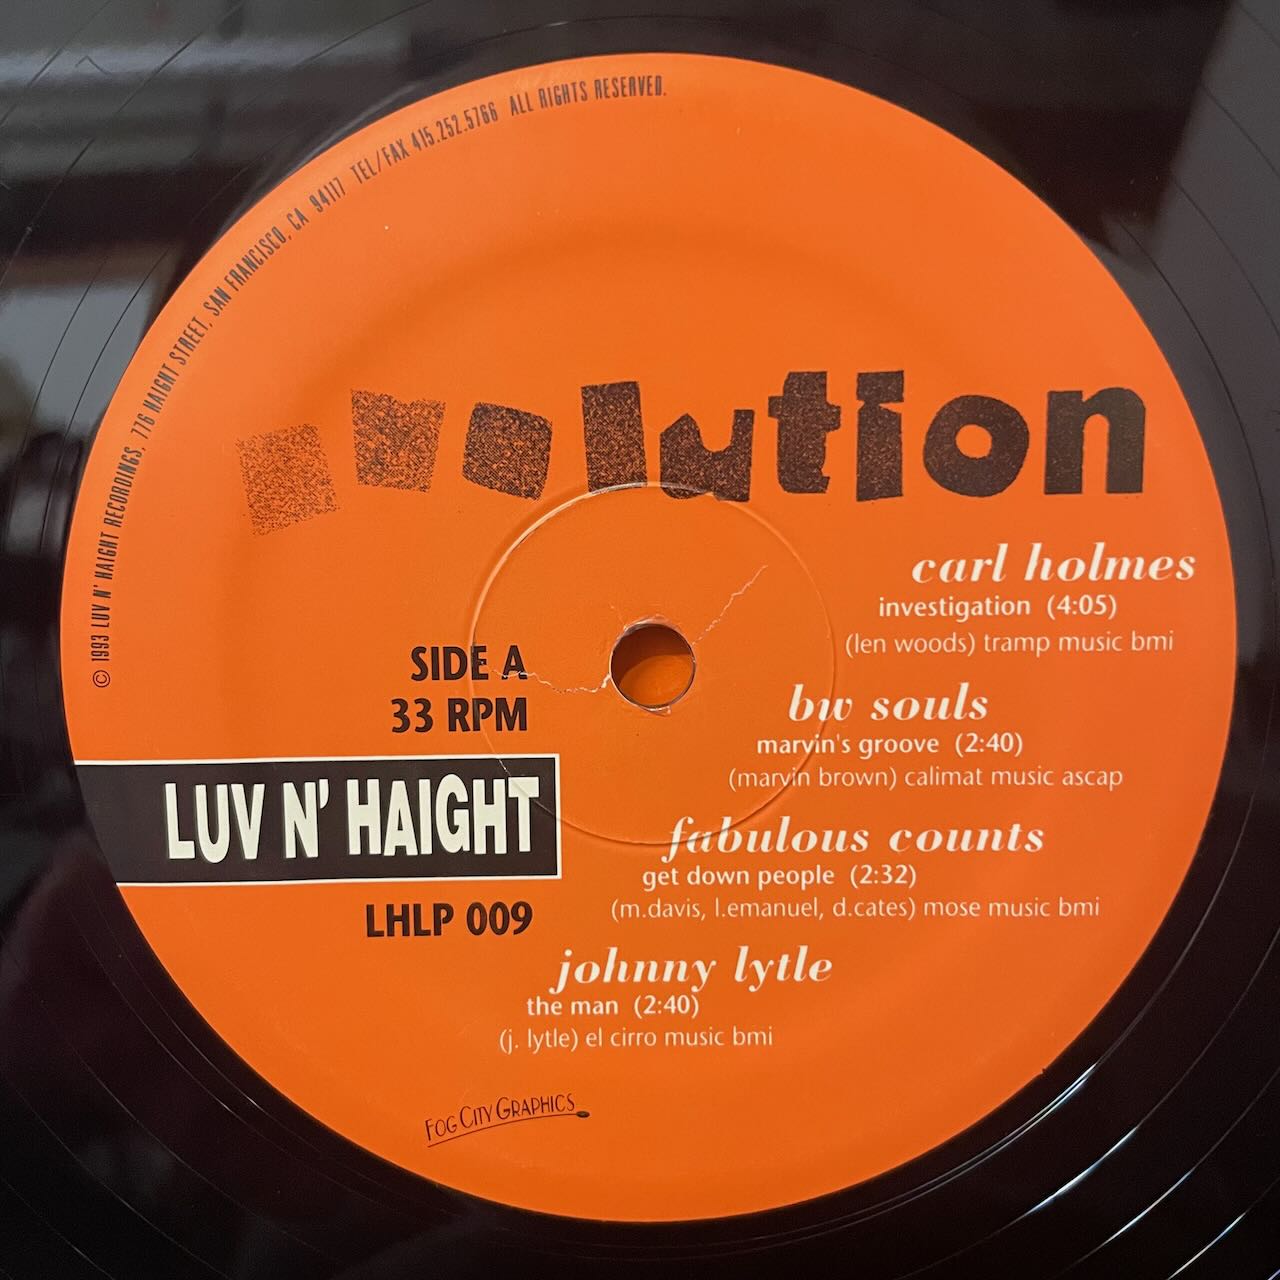 © 1993 LUV N' HAIGHT RECORDINGS, 776 HAIGHT STREET, SAN FRANCISCO, CA 94117 TEL/FAX 415.252.5766 ALL RIGHTS RESERVED.
evolution
carl holmes
investigation (4:05)
(len woods) tramp music bmi
SIDE A
33 RPM
bw souls
marvin's groove (2:40)
(marvin brown) calimat music ascap
LUV N' HAIGHT
fabulous counts
get down people (2:32)
(m.davis, l.emanuel, d.cates) mose music bmi
LHLP 009
johnny lytle
the man (2:40)
(j. lytle) el cirro music bmi
FOG CITY GRAPHICS